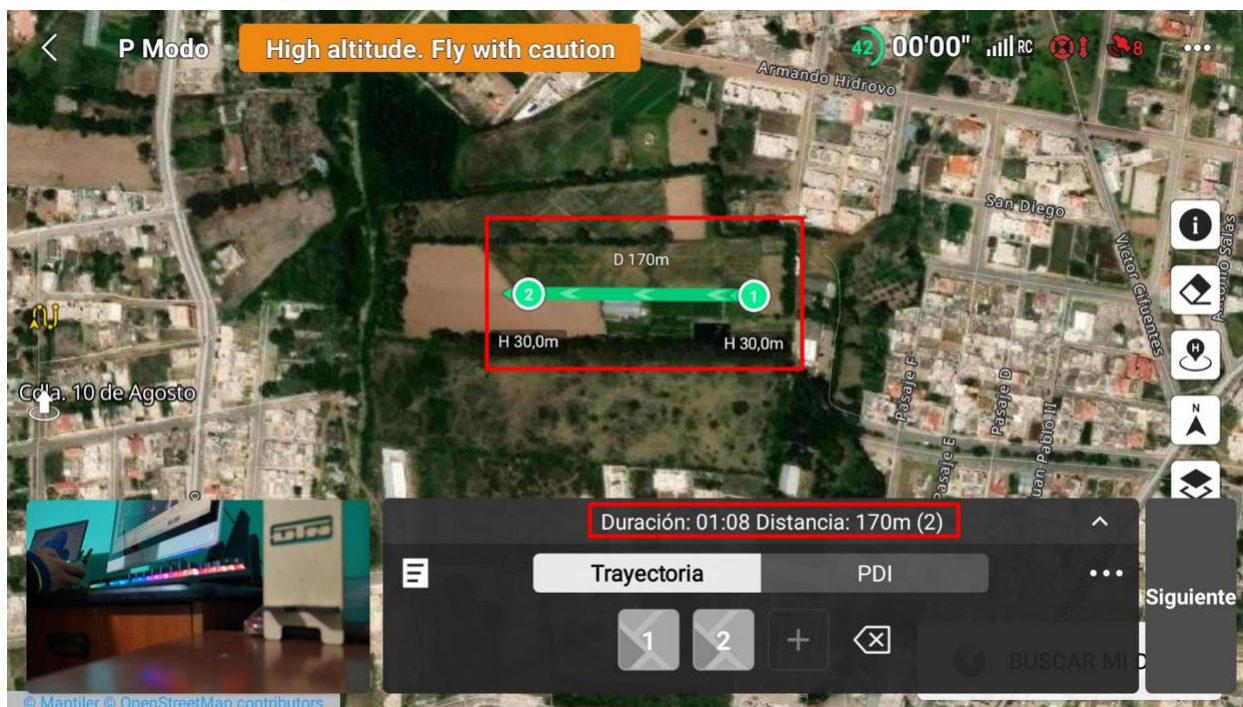 P Modo
High altitude. Fly with caution
42
00'00"
RC
8
Armando Hidrovo
San Diego
Victor Cifuentes
Antonio Salas
D 170m
2
1
H 30,0m
H 30,0m
H
N
Cdla. 10 de Agosto
Pasaje F
Pasaje D
Pasaje E
Juan Pablo II
Duración: 01:08 Distancia: 170m (2)
Trayectoria
PDI
Siguiente
1
2
BUSCAR MI D
© Maptiler © OpenStreetMap contributors